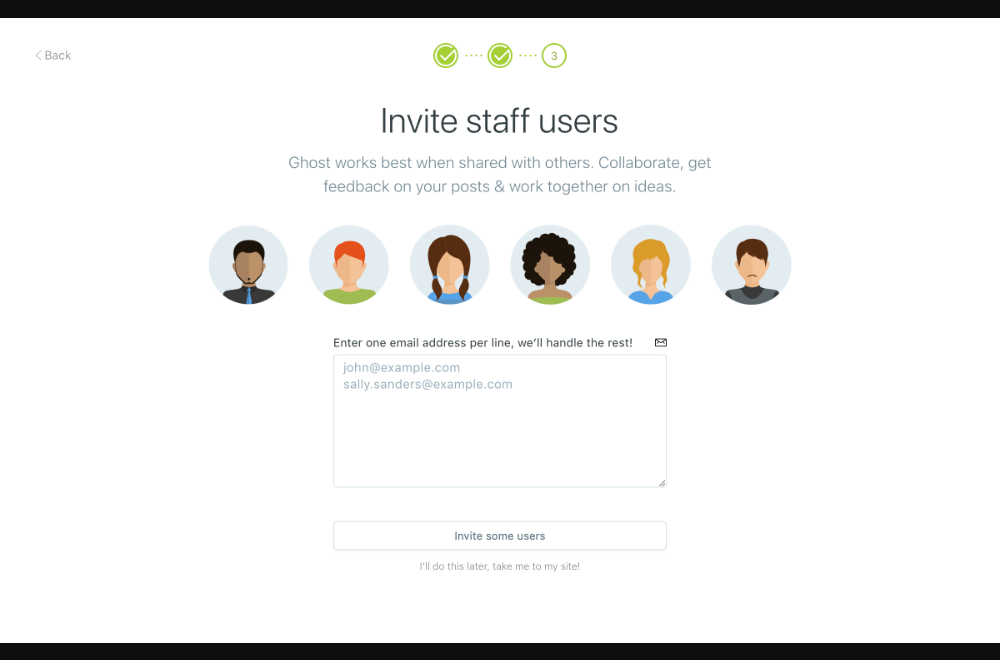 Back
3
Invite staff users
Ghost works best when shared with others. Collaborate, get
feedback on your posts & work together on ideas.
Enter one email address per line, we’ll handle the rest!
john@example.com
sally.sanders@example.com
Invite some users
I'll do this later, take me to my site!